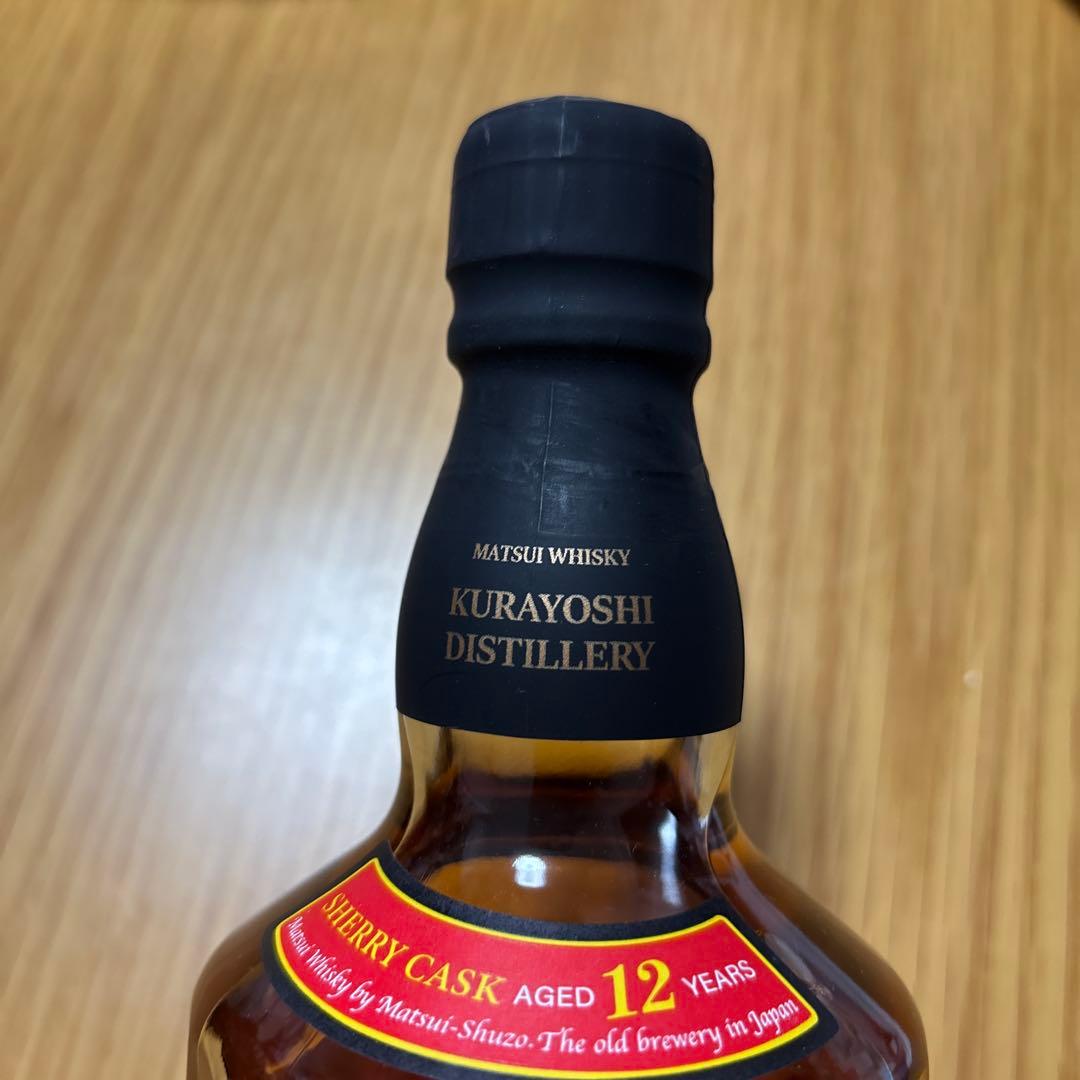 MATSUI WHISKY
KURAYOSHI
DISTILLERY
SHERRY CASK AGED 12 YEARS
Matsui Whisky by Matsui-Shuzo. The old brewery in Japan